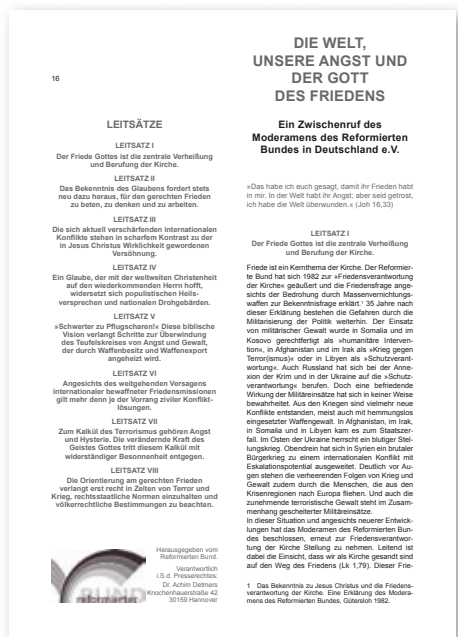 16
LEITSÄTZE
LEITSATZ I
Der Friede Gottes ist die zentrale Verheißung
und Berufung der Kirche.
LEITSATZ II
Das Bekenntnis des Glaubens fordert stets
neu dazu heraus, für den gerechten Frieden
zu beten, zu denken und zu arbeiten.
LEITSATZ III
Die sich aktuell verschärfenden internationalen
Konflikte stehen in scharfem Kontrast zu der
in Jesus Christus Wirklichkeit gewordenen
Versöhnung.
LEITSATZ IV
Ein Glaube, der mit der weltweiten Christenheit
auf den wiederkommenden Herrn hofft,
widersetzt sich populistischen Heils-
versprechen und nationalen Drohgebärden.
LEITSATZ V
»Schwerter zu Pflugscharen!« Diese biblische
Vision verlangt Schritte zur Überwindung
des Teufelskreises von Angst und Gewalt,
der durch Waffenbesitz und Waffenexport
angeheizt wird.
LEITSATZ VI
Angesichts des weitgehenden Versagens
internationaler bewaffneter Friedensmissionen
gilt mehr denn je der Vorrang ziviler Konflikt-
lösungen.
LEITSATZ VII
Zum Kalkül des Terrorismus gehören Angst
und Hysterie. Die verändernde Kraft des
Geistes Gottes tritt diesem Kalkül mit
widerständiger Besonnenheit entgegen.
LEITSATZ VIII
Die Orientierung am gerechten Frieden
verlangt erst recht in Zeiten von Terror und
Krieg, rechtsstaatliche Normen einzuhalten und
völkerrechtliche Bestimmungen zu beachten.
BUND
reformierter
Herausgegeben vom
Reformierten Bund.
Verantwortlich
i.S.d. Presserechtes:
Dr. Achim Detmers
Knochenhauerstraße 42
30159 Hannover
DIE WELT,
UNSERE ANGST UND
DER GOTT
DES FRIEDENS
Ein Zwischenruf des
Moderamens des Reformierten
Bundes in Deutschland e.V.
»Das habe ich euch gesagt, damit ihr Frieden habt
in mir. In der Welt habt ihr Angst; aber seid getrost,
ich habe die Welt überwunden.« (Joh 16,33)
LEITSATZ I
Der Friede Gottes ist die zentrale Verheißung
und Berufung der Kirche.
Friede ist ein Kernthema der Kirche. Der Reformier-
te Bund hat sich 1982 zur »Friedensverantwortung
der Kirche« geäußert und die Friedensfrage ange-
sichts der Bedrohung durch Massenvernichtungs-
waffen zur Bekenntnisfrage erklärt.¹ 35 Jahre nach
dieser Erklärung bestehen die Gefahren durch die
Militarisierung der Politik weiterhin. Der Einsatz
von militärischer Gewalt wurde in Somalia und im
Kosovo gerechtfertigt als »humanitäre Interven-
tion«, in Afghanistan und im Irak als »Krieg gegen
Terror(ismus)« oder in Libyen als »Schutzverant-
wortung«. Auch Russland hat sich bei der Anne-
xion der Krim und in der Ukraine auf die »Schutz-
verantwortung« berufen. Doch eine befriedende
Wirkung der Militäreinsätze hat sich in keiner Weise
bewahrheitet. Aus den Kriegen sind vielmehr neue
Konflikte entstanden, meist auch mit hemmungslos
eingesetzter Waffengewalt. In Afghanistan, im Irak,
in Somalia und in Libyen kam es zum Staatszer-
fall. Im Osten der Ukraine herrscht ein blutiger Stel-
lungskrieg. Obendrein hat sich in Syrien ein brutaler
Bürgerkrieg zu einem internationalen Konflikt mit
Eskalationspotential ausgeweitet. Deutlich vor Au-
gen stehen die verheerenden Folgen von Krieg und
Gewalt zudem durch die Menschen, die aus den
Krisenregionen nach Europa fliehen. Und auch die
zunehmende terroristische Gewalt steht im Zusam-
menhang gescheiterter Militäreinsätze.
In dieser Situation und angesichts neuerer Entwick-
lungen hat das Moderamen des Reformierten Bun-
des beschlossen, erneut zur Friedensverantwor-
tung der Kirche Stellung zu nehmen. Leitend ist
dabei die Einsicht, dass wir als Kirche gesandt sind
auf den Weg des Friedens (Lk 1,79). Dieser Frie-
1 Das Bekenntnis zu Jesus Christus und die Friedens-
verantwortung der Kirche. Eine Erklärung des Modera-
mens des Reformierten Bundes, Gütersloh 1982.